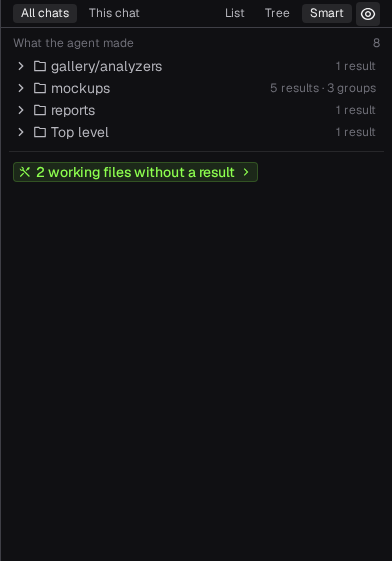 All chats This chat List Tree Smart
What the agent made 8
gallery/analyzers 1 result
mockups 5 results · 3 groups
reports 1 result
Top level 1 result
2 working files without a result